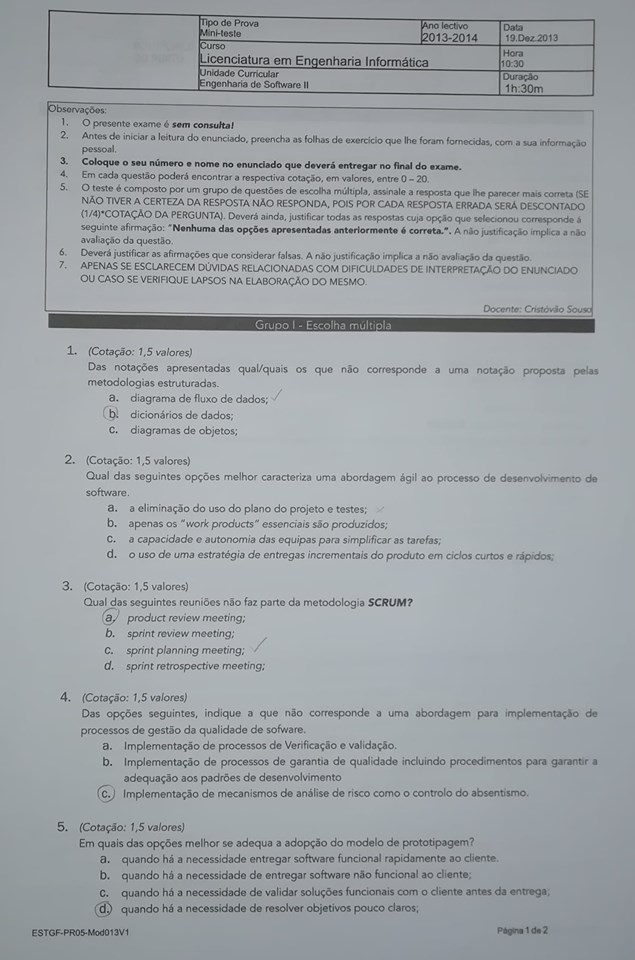 Tipo de Prova
Mini-teste
Ano lectivo
2013-2014
Data
19.Dez.2013
Curso
Licenciatura em Engenharia Informática
Hora
10:30
Unidade Curricular
Engenharia de Software II
Duração
1h:30m
Observações:
1. O presente exame é sem consulta!
2. Antes de iniciar a leitura do enunciado, preencha as folhas de exercício que lhe foram fornecidas, com a sua informação
pessoal.
3. Coloque o seu número e nome no enunciado que deverá entregar no final do exame.
4. Em cada questão poderá encontrar a respectiva cotação, em valores, entre 0 – 20.
5. O teste é composto por um grupo de questões de escolha múltipla, assinale a resposta que lhe parecer mais correta (SE
NÃO TIVER A CERTEZA DA RESPOSTA NÃO RESPONDA, POIS POR CADA RESPOSTA ERRADA SERÁ DESCONTADO
(1/4)*COTAÇÃO DA PERGUNTA). Deverá ainda, justificar todas as respostas cuja opção que selecionou corresponde à
seguinte afirmação: "Nenhuma das opções apresentadas anteriormente é correta.". A não justificação implica a não
avaliação da questão.
6. Deverá justificar as afirmações que considerar falsas. A não justificação implica a não avaliação da questão.
7. APENAS SE ESCLARECEM DÚVIDAS RELACIONADAS COM DIFICULDADES DE INTERPRETAÇÃO DO ENUNCIADO
OU CASO SE VERIFIQUE LAPSOS NA ELABORAÇÃO DO MESMO.
Docente: Cristóvão Sousa
Grupo I - Escolha múltipla
1. (Cotação: 1,5 valores)
Das notações apresentadas qual/quais os que não corresponde a uma notação proposta pelas
metodologias estruturadas.
a. diagrama de fluxo de dados;
b. dicionários de dados;
c. diagramas de objetos;
2. (Cotação: 1,5 valores)
Qual das seguintes opções melhor caracteriza uma abordagem ágil ao processo de desenvolvimento de
software.
a. a eliminação do uso do plano do projeto e testes;
b. apenas os "work products" essenciais são produzidos;
c. a capacidade e autonomia das equipas para simplificar as tarefas;
d. o uso de uma estratégia de entregas incrementais do produto em ciclos curtos e rápidos;
3. (Cotação: 1,5 valores)
Qual das seguintes reuniões não faz parte da metodologia SCRUM?
a. product review meeting;
b. sprint review meeting;
c. sprint planning meeting;
d. sprint retrospective meeting;
4. (Cotação: 1,5 valores)
Das opções seguintes, indique a que não corresponde a uma abordagem para implementação de
processos de gestão da qualidade de sofware.
a. Implementação de processos de Verificação e validação.
b. Implementação de processos de garantia de qualidade incluindo procedimentos para garantir a
adequação aos padrões de desenvolvimento
c. Implementação de mecanismos de análise de risco como o controlo do absentismo.
5. (Cotação: 1,5 valores)
Em quais das opções melhor se adequa a adopção do modelo de prototipagem?
a. quando há a necessidade entregar software funcional rapidamente ao cliente.
b. quando há a necessidade de entregar software não funcional ao cliente;
c. quando há a necessidade de validar soluções funcionais com o cliente antes da entrega;
d. quando há a necessidade de resolver objetivos pouco claros;
ESTGF-PR05-Mod013V1
Página 1 de 2